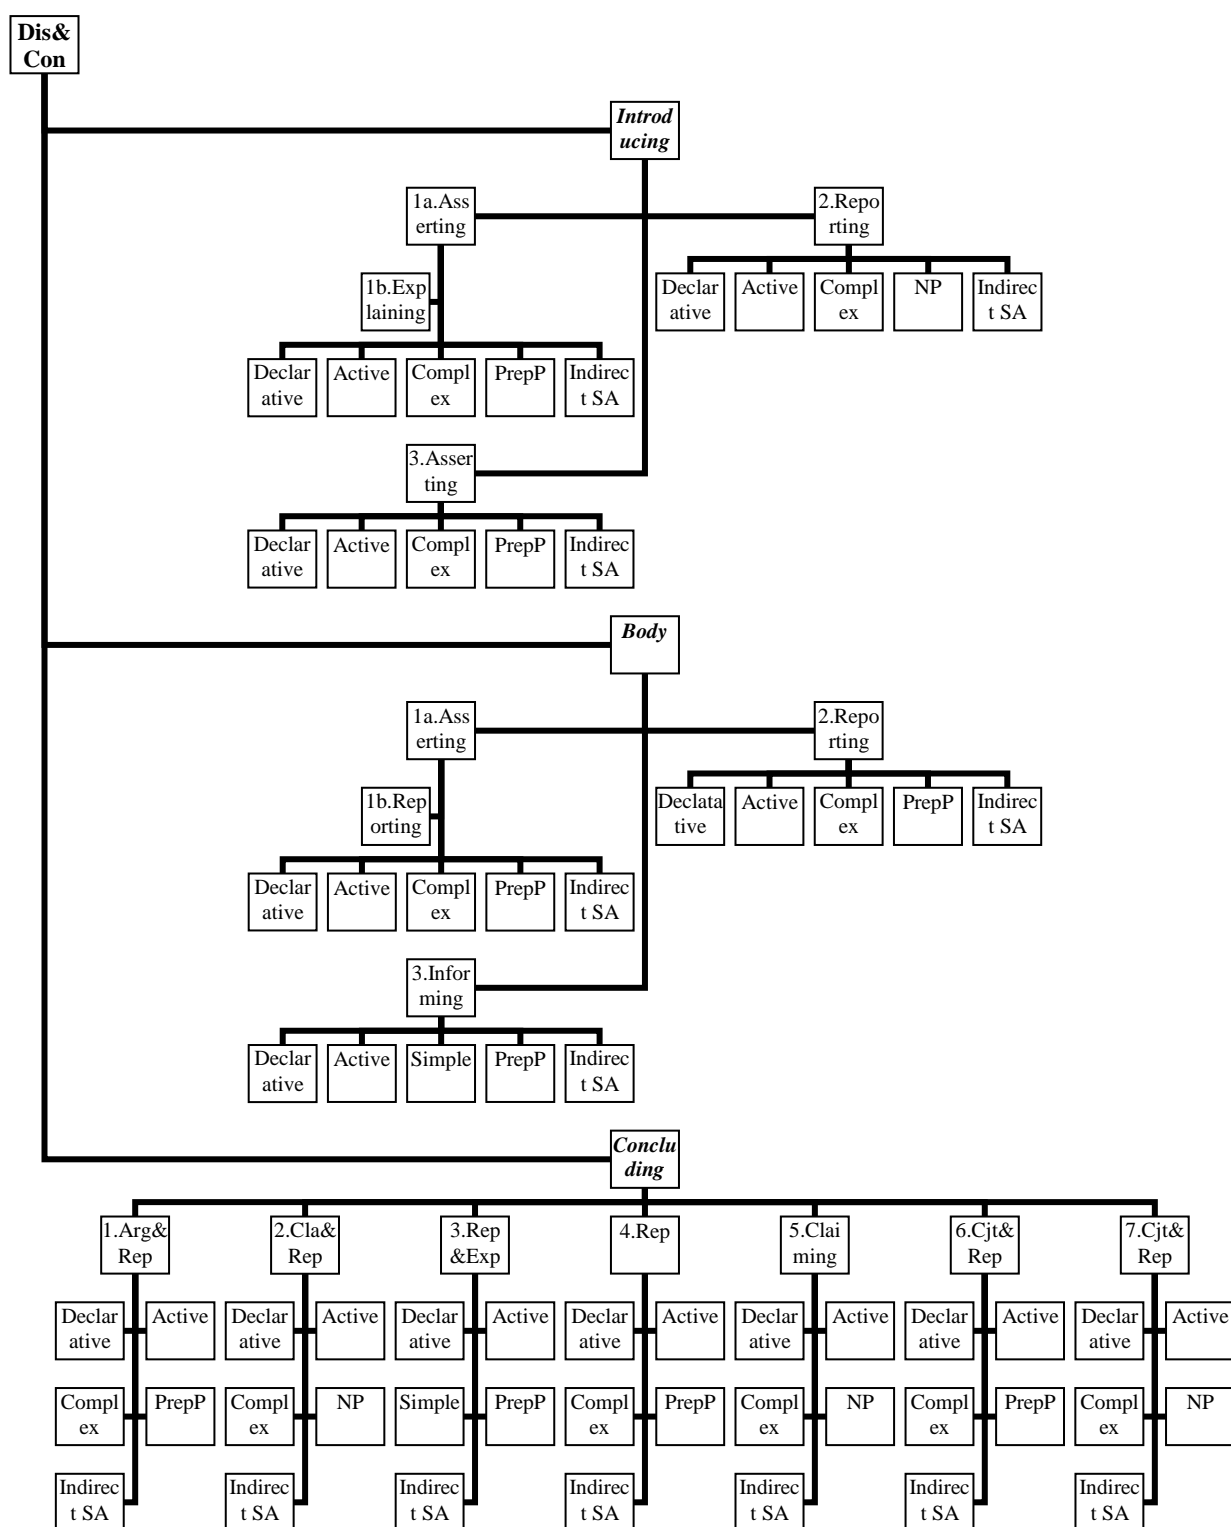 Dis&
Con
Introd
ucing
1a.Ass
erting
2.Repo
rting
1b.Exp
laining
Declar
ative
Active
Compl
ex
NP
Indirec
t SA
Declar
ative
Active
Compl
ex
PrepP
Indirec
t SA
3.Asser
ting
Declar
ative
Active
Compl
ex
PrepP
Indirec
t SA
Body
1a.Ass
erting
2.Repo
rting
1b.Rep
orting
Declata
tive
Active
Compl
ex
PrepP
Indirec
t SA
Declar
ative
Active
Compl
ex
PrepP
Indirec
t SA
3.Infor
ming
Declar
ative
Active
Simple
PrepP
Indirec
t SA
Conclu
ding
1.Arg&
Rep
2.Cla&
Rep
3.Rep
&Exp
4.Rep
5.Clai
ming
6.Cjt&
Rep
7.Cjt&
Rep
Declar
ative
Active
Declar
ative
Active
Declar
ative
Active
Declar
ative
Active
Declar
ative
Active
Declar
ative
Active
Declar
ative
Active
Compl
ex
PrepP
Compl
ex
NP
Simple
PrepP
Compl
ex
PrepP
Compl
ex
NP
Compl
ex
PrepP
Compl
ex
NP
Indirec
t SA
Indirec
t SA
Indirec
t SA
Indirec
t SA
Indirec
t SA
Indirec
t SA
Indirec
t SA